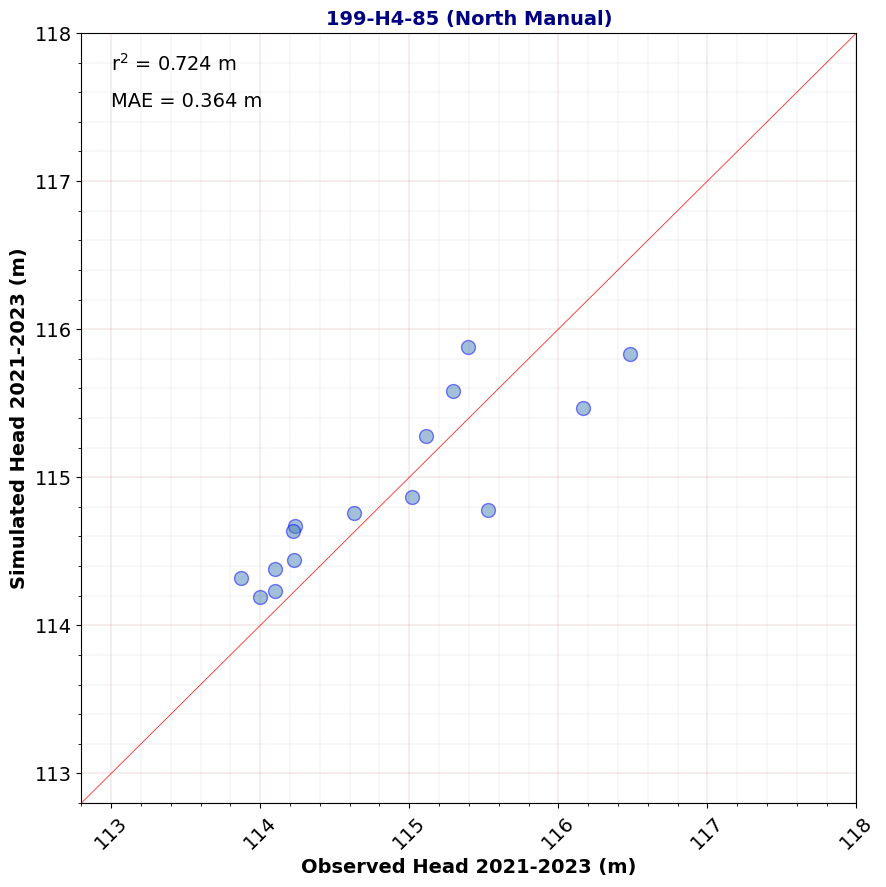 199-H4-85 (North Manual)
r² = 0.724 m
MAE = 0.364 m
118
117
116
115
114
113
Simulated Head 2021-2023 (m)
113 114 115 116 117 118
Observed Head 2021-2023 (m)